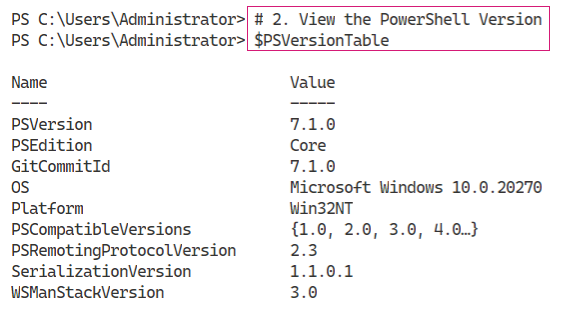 PS C:\Users\Administrator> # 2. View the PowerShell Version
PS C:\Users\Administrator> $PSVersionTable
Name Value
---- -----
PSVersion 7.1.0
PSEdition Core
GitCommitId 7.1.0
OS Microsoft Windows 10.0.20270
Platform Win32NT
PSCompatibleVersions {1.0, 2.0, 3.0, 4.0…}
PSRemotingProtocolVersion 2.3
SerializationVersion 1.1.0.1
WSManStackVersion 3.0